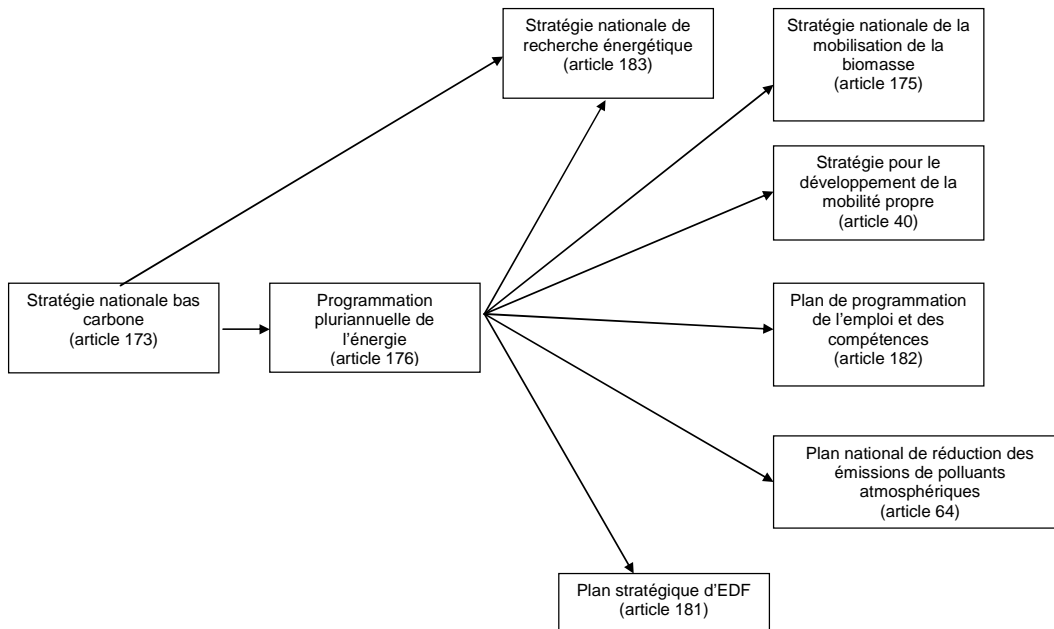 Stratégie nationale de
recherche énergétique
(article 183)
Stratégie nationale de la
mobilisation de la
biomasse
(article 175)
Stratégie pour le
développement de la
mobilité propre
(article 40)
Stratégie nationale bas
carbone
(article 173)
Programmation
pluriannuelle de
l’énergie
(article 176)
Plan de programmation
de l’emploi et des
compétences
(article 182)
Plan national de réduction des
émissions de polluants
atmosphériques
(article 64)
Plan stratégique d’EDF
(article 181)